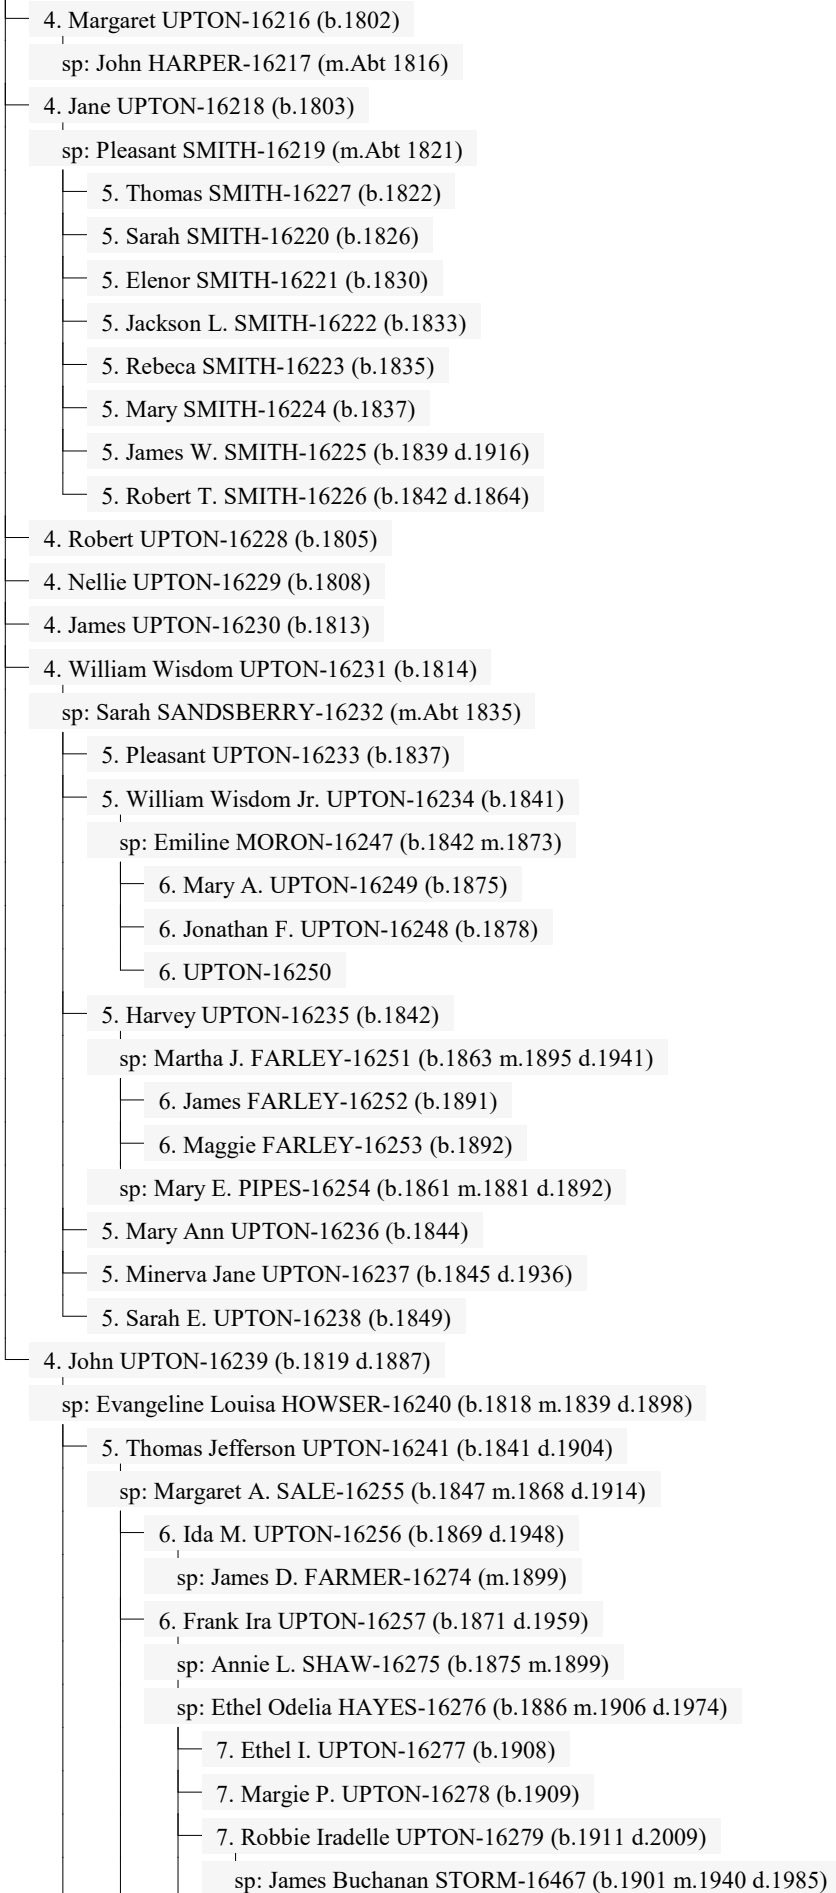 4. Margaret UPTON-16216 (b.1802)
sp: John HARPER-16217 (m.Abt 1816)
4. Jane UPTON-16218 (b.1803)
sp: Pleasant SMITH-16219 (m.Abt 1821)
5. Thomas SMITH-16227 (b.1822)
5. Sarah SMITH-16220 (b.1826)
5. Elenor SMITH-16221 (b.1830)
5. Jackson L. SMITH-16222 (b.1833)
5. Rebeca SMITH-16223 (b.1835)
5. Mary SMITH-16224 (b.1837)
5. James W. SMITH-16225 (b.1839 d.1916)
5. Robert T. SMITH-16226 (b.1842 d.1864)
4. Robert UPTON-16228 (b.1805)
4. Nellie UPTON-16229 (b.1808)
4. James UPTON-16230 (b.1813)
4. William Wisdom UPTON-16231 (b.1814)
sp: Sarah SANDSBERRY-16232 (m.Abt 1835)
5. Pleasant UPTON-16233 (b.1837)
5. William Wisdom Jr. UPTON-16234 (b.1841)
sp: Emiline MORON-16247 (b.1842 m.1873)
6. Mary A. UPTON-16249 (b.1875)
6. Jonathan F. UPTON-16248 (b.1878)
6. UPTON-16250
5. Harvey UPTON-16235 (b.1842)
sp: Martha J. FARLEY-16251 (b.1863 m.1895 d.1941)
6. James FARLEY-16252 (b.1891)
6. Maggie FARLEY-16253 (b.1892)
sp: Mary E. PIPES-16254 (b.1861 m.1881 d.1892)
5. Mary Ann UPTON-16236 (b.1844)
5. Minerva Jane UPTON-16237 (b.1845 d.1936)
5. Sarah E. UPTON-16238 (b.1849)
4. John UPTON-16239 (b.1819 d.1887)
sp: Evangeline Louisa HOWSER-16240 (b.1818 m.1839 d.1898)
5. Thomas Jefferson UPTON-16241 (b.1841 d.1904)
sp: Margaret A. SALE-16255 (b.1847 m.1868 d.1914)
6. Ida M. UPTON-16256 (b.1869 d.1948)
sp: James D. FARMER-16274 (m.1899)
6. Frank Ira UPTON-16257 (b.1871 d.1959)
sp: Annie L. SHAW-16275 (b.1875 m.1899)
sp: Ethel Odelia HAYES-16276 (b.1886 m.1906 d.1974)
7. Ethel I. UPTON-16277 (b.1908)
7. Margie P. UPTON-16278 (b.1909)
7. Robbie Iradelle UPTON-16279 (b.1911 d.2009)
sp: James Buchanan STORM-16467 (b.1901 m.1940 d.1985)